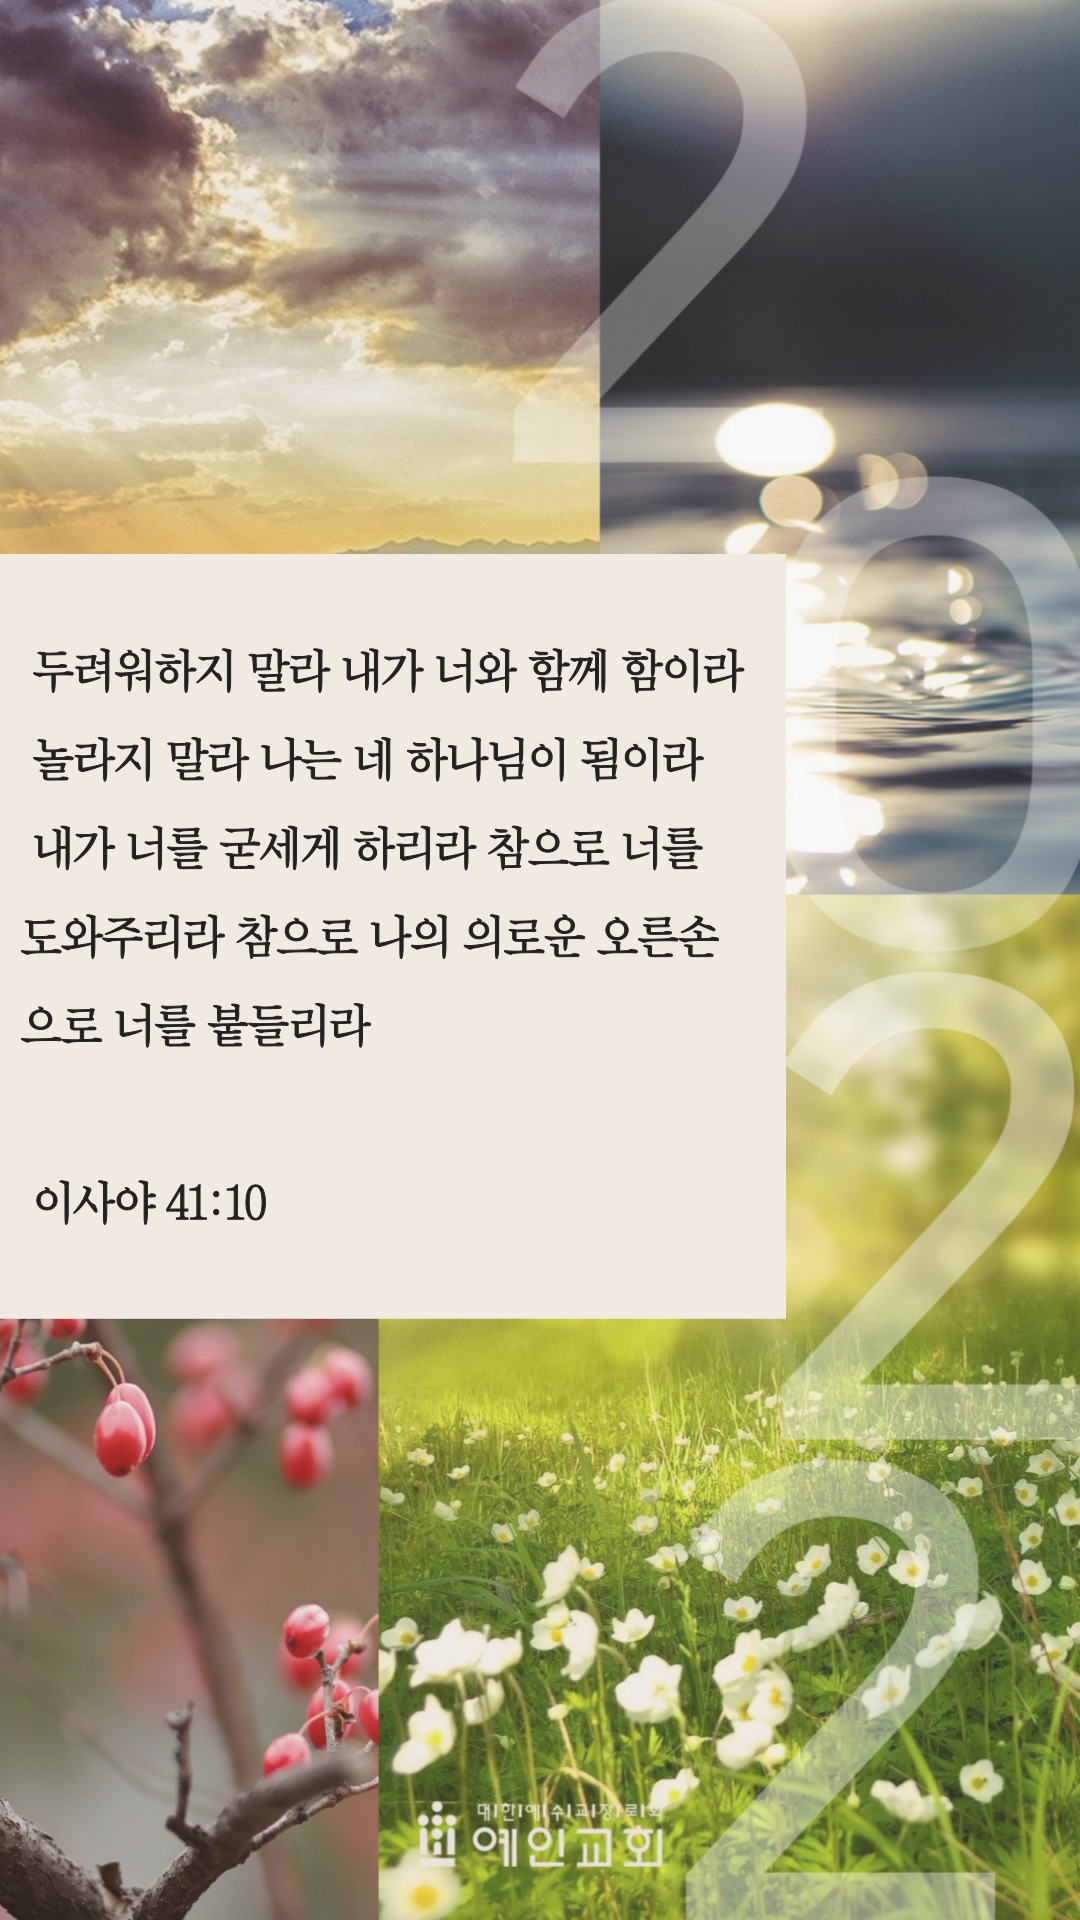 2
0
2
2
두려워하지 말라 내가 너와 함께 함이라
놀라지 말라 나는 네 하나님이 됨이라
내가 너를 굳세게 하리라 참으로 너를
도와주리라 참으로 나의 의로운 오른손
으로 너를 붙들리라
이사야 41:10
대한예수교장로회
예인교회